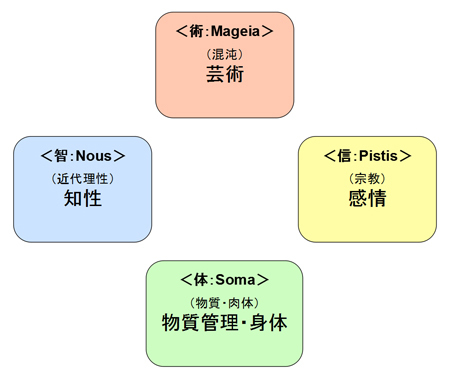 ＜術：Mageia＞
（混沌）
芸術
＜智：Nous＞
（近代理性）
知性
＜信：Pistis＞
（宗教）
感情
＜体：Soma＞
（物質・肉体）
物質管理・身体